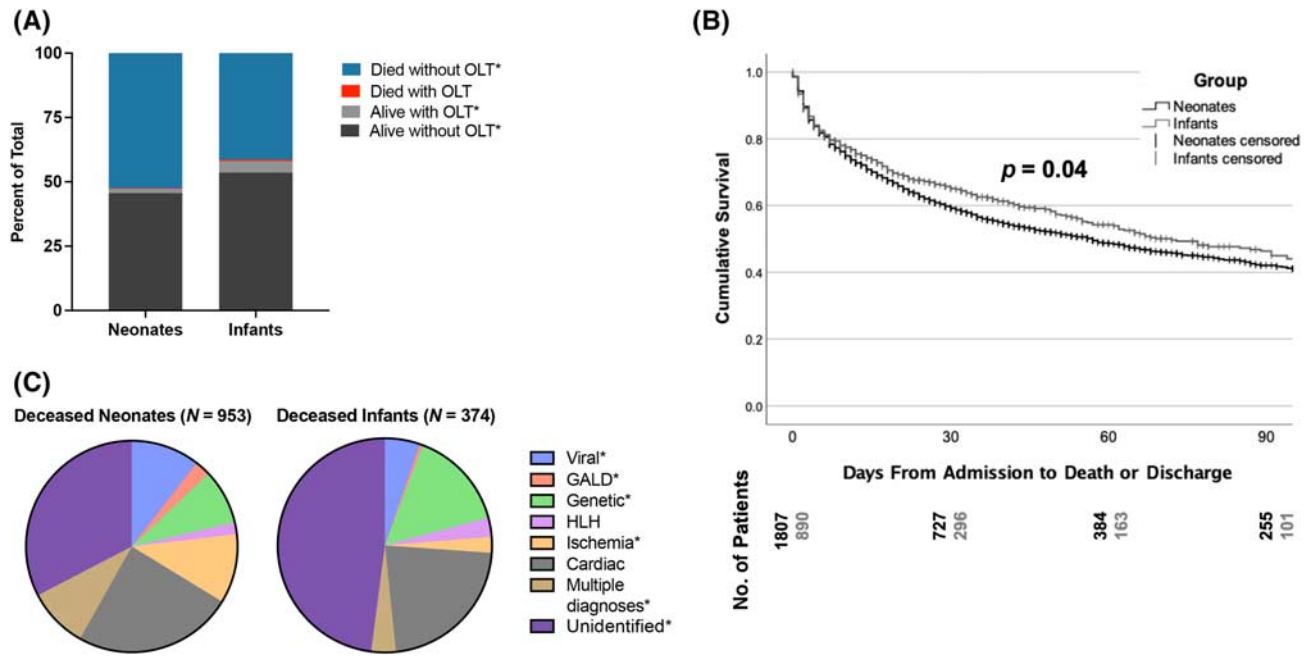 (A)
100
75
50
25
0
Percent of Total
Neonates
Infants
Died without OLT*
Died with OLT
Alive with OLT*
Alive without OLT*
(B)
1.0
0.8
0.6
0.4
0.2
0.0
Cumulative Survival
Group
Neonates
Infants
Neonates censored
Infants censored
p = 0.04
0
30
60
90
Days From Admission to Death or Discharge
No. of Patients
1807
890
727
296
384
163
255
101
(C)
Deceased Neonates (N = 953)
Deceased Infants (N = 374)
Viral*
GALD*
Genetic*
HLH
Ischemia*
Cardiac
Multiple
diagnoses*
Unidentified*